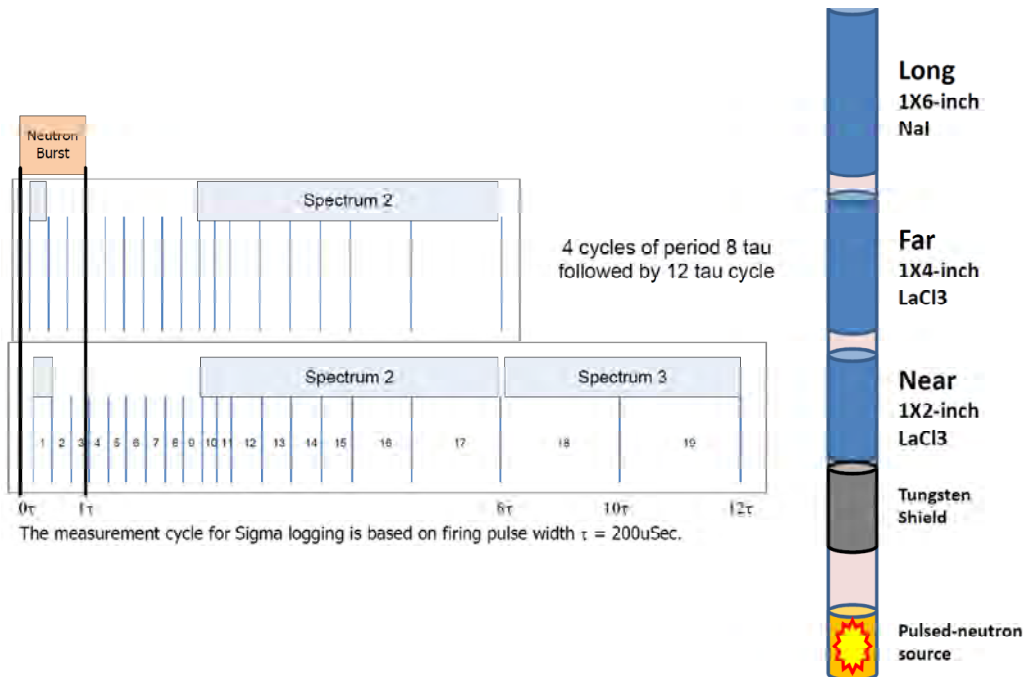 Neutron
Burst
Spectrum 2
4 cycles of period 8 tau
followed by 12 tau cycle
Spectrum 2
Spectrum 3
1 2 3 4 5 6 7 8 9 10 11 12 13 14 15 16 17 18 19
0τ 1τ 6τ 10τ 12τ
The measurement cycle for Sigma logging is based on firing pulse width τ = 200uSec.
Long
1X6-inch
NaI
Far
1X4-inch
LaCl3
Near
1X2-inch
LaCl3
Tungsten
Shield
Pulsed-neutron
source